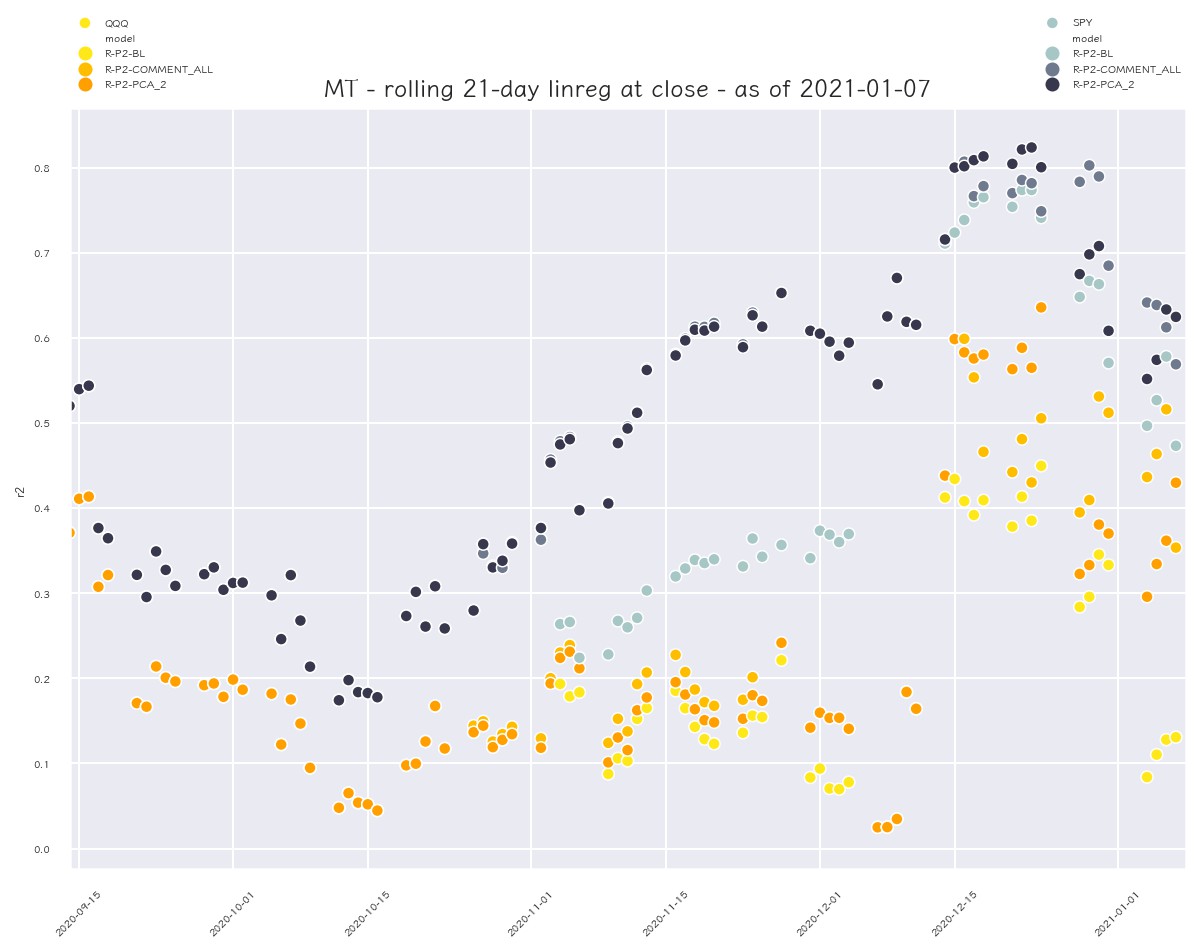 QQQ
model
R-P2-BL
R-P2-COMMENT_ALL
R-P2-PCA_2
SPY
model
R-P2-BL
R-P2-COMMENT_ALL
R-P2-PCA_2
MT - rolling 21-day linreg at close - as of 2021-01-07
r2
0.8
0.7
0.6
0.5
0.4
0.3
0.2
0.1
0.0
2020-09-15
2020-10-01
2020-10-15
2020-11-01
2020-11-15
2020-12-01
2020-12-15
2021-01-01